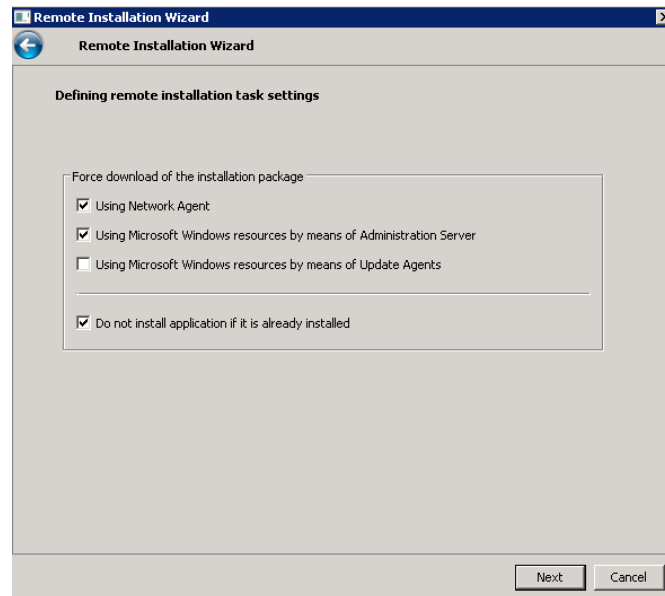 Remote Installation Wizard
Remote Installation Wizard
Defining remote installation task settings
Force download of the installation package
Using Network Agent
Using Microsoft Windows resources by means of Administration Server
Using Microsoft Windows resources by means of Update Agents
Do not install application if it is already installed
Next Cancel